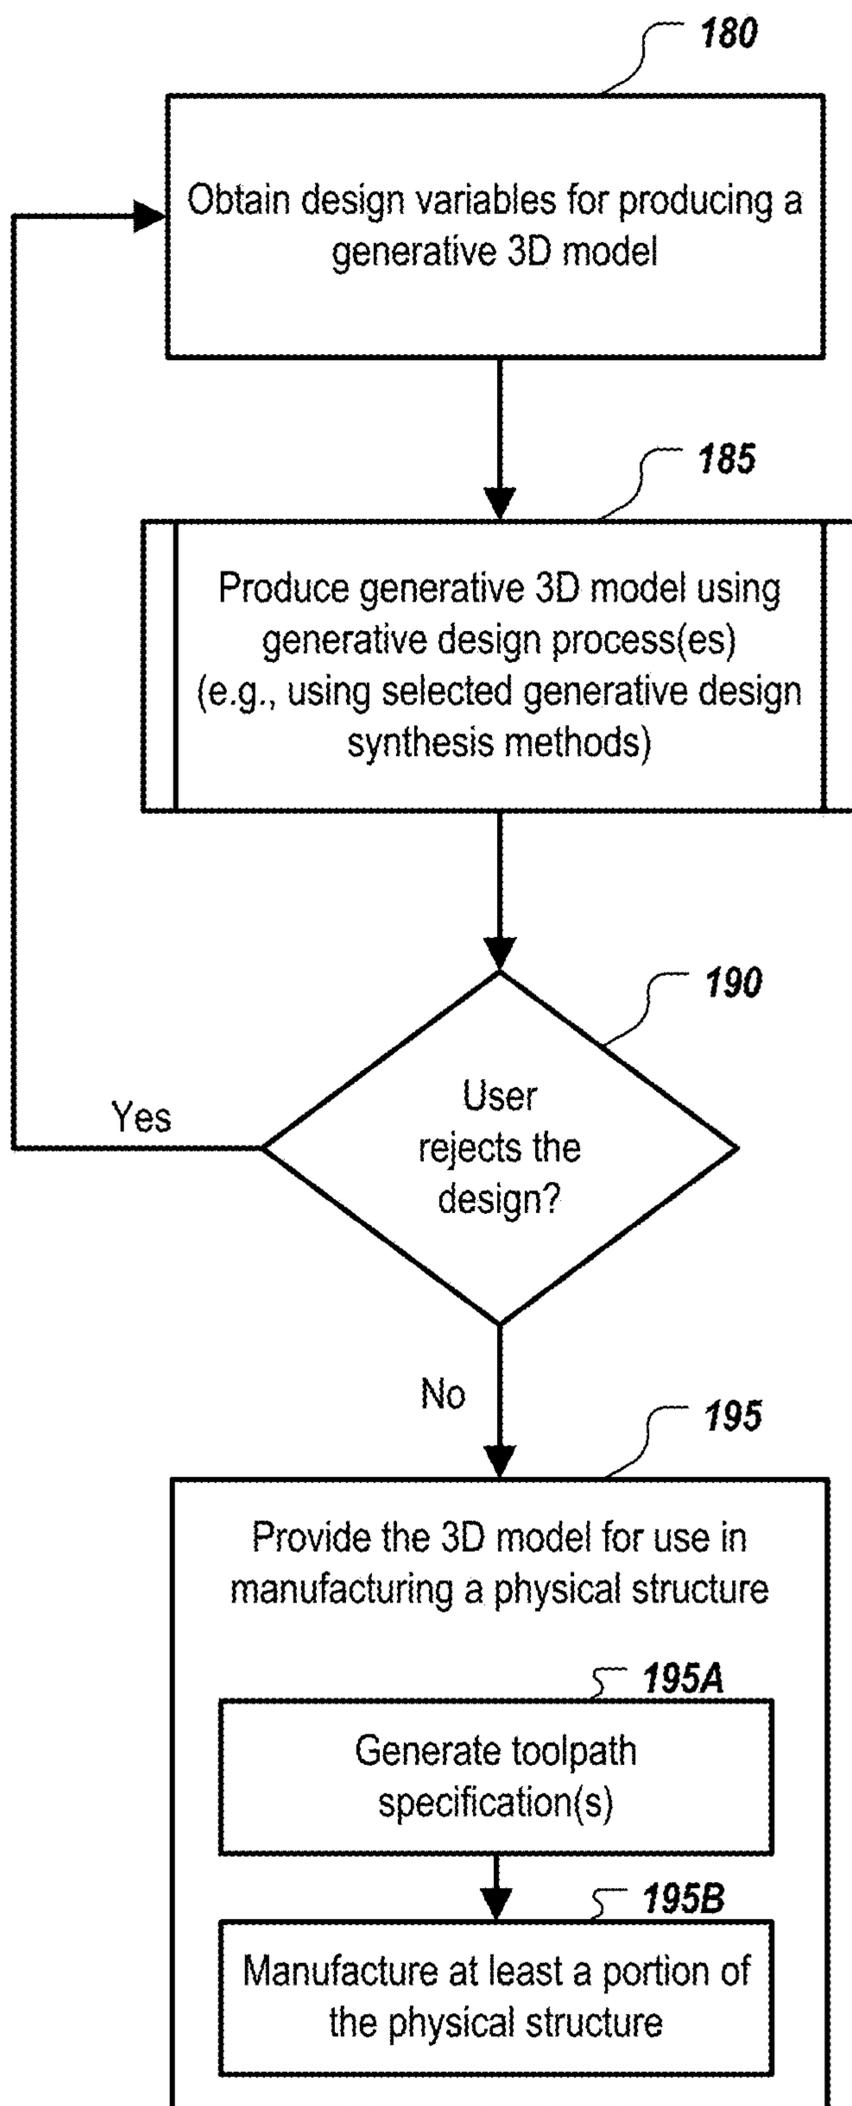 180
Obtain design variables for producing a
generative 3D model
185
Produce generative 3D model using
generative design process(es)
(e.g., using selected generative design
synthesis methods)
190
User
rejects the
design?
Yes
No
195
Provide the 3D model for use in
manufacturing a physical structure
195A
Generate toolpath
specification(s)
195B
Manufacture at least a portion of
the physical structure